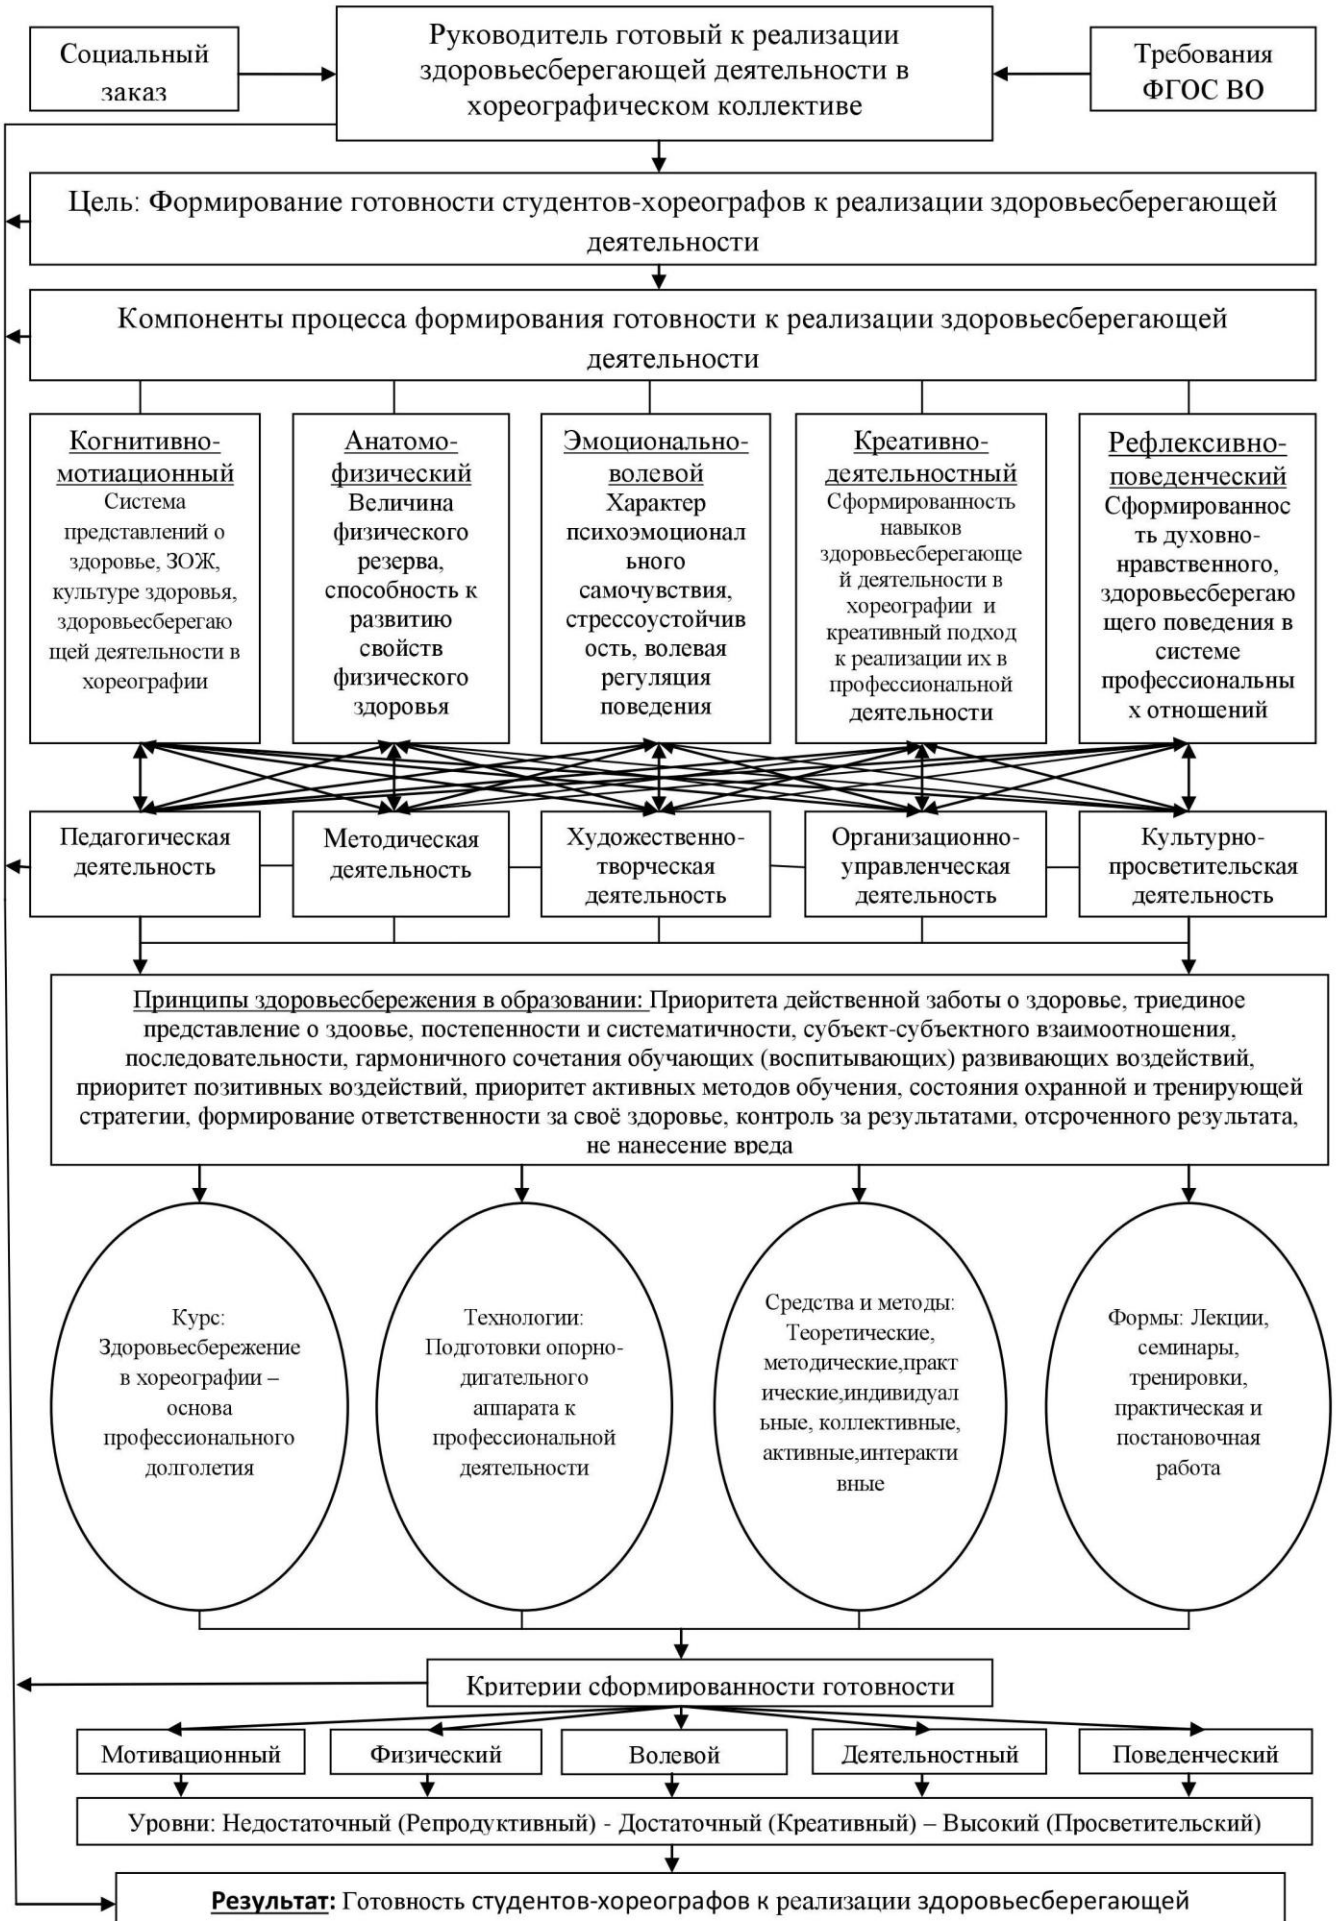 Социальный
заказ
Руководитель готовый к реализации
здоровьесберегающей деятельности в
хореографическом коллективе
Требования
ФГОС ВО
Цель: Формирование готовности студентов-хореографов к реализации здоровьесберегающей
деятельности
Компоненты процесса формирования готовности к реализации здоровьесберегающей
деятельности
Когнитивно-
мотиационный
Система
представлений о
здоровье, ЗОЖ,
культуре здоровья,
здоровьесберегаю
щей деятельности в
хореографии
Анатомо-
физический
Величина
физического
резерва,
способность к
развитию
свойств
физического
здоровья
Эмоционально-
волевой
Характер
психоэмоционал
ьного
самочувствия,
стрессоустойчив
ость, волевая
регуляция
поведения
Креативно-
деятельностный
Сформированность
навыков
здоровьесберегающе
й деятельности в
хореографии и
креативный подход
к реализации их в
профессиональной
деятельности
Рефлексивно-
поведенческий
Сформированнос
ть духовно-
нравственного,
здоровьесберегаю
щего поведения в
системе
профессиональны
х отношений
Педагогическая
деятельность
Методическая
деятельность
Художественно-
творческая
деятельность
Организационно-
управленческая
деятельность
Культурно-
просветительская
деятельность
Принципы здоровьесбережения в образовании: Приоритета действенной заботы о здоровье, триединое
представление о здоовье, постепенности и систематичности, субъект-субъектного взаимоотношения,
последовательности, гармоничного сочетания обучающих (воспитывающих) развивающих воздействий,
приоритет позитивных воздействий, приоритет активных методов обучения, состояния охранной и тренирующей
стратегии, формирование ответственности за своё здоровье, контроль за результатами, отсроченного результата,
не нанесение вреда
Курс:
Здоровьесбережение
в хореографии –
основа
профессионального
долголетия
Технологии:
Подготовки опорно-
дигательного
аппарата к
профессиональной
деятельности
Средства и методы:
Теоретические,
методические,практ
ические,индивидуал
ьные, коллективные,
активные,интеракти
вные
Формы: Лекции,
семинары,
тренировки,
практическая и
постановочная
работа
Критерии сформированности готовности
Мотивационный
Физический
Волевой
Деятельностный
Поведенческий
Уровни: Недостаточный (Репродуктивный) - Достаточный (Креативный) – Высокий (Просветительский)
Результат: Готовность студентов-хореографов к реализации здоровьесберегающей